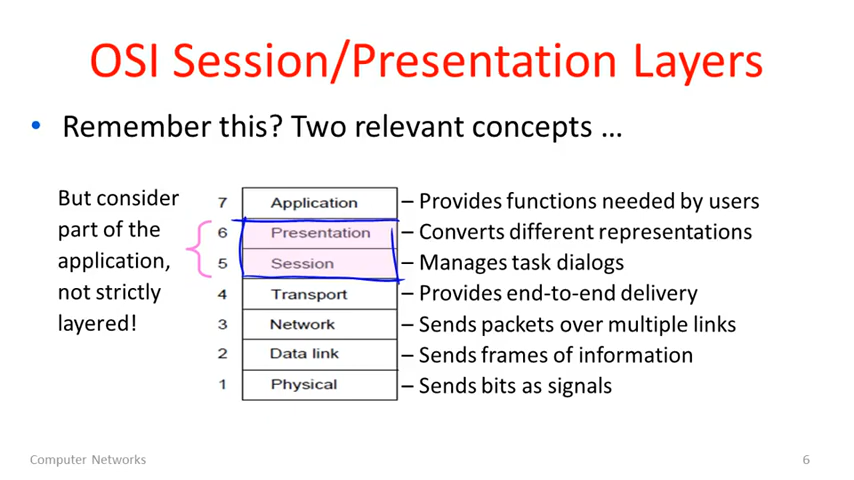 OSI Session/Presentation Layers
• Remember this? Two relevant concepts …
But consider
part of the
application,
not strictly
layered!
7 Application – Provides functions needed by users
6 Presentation – Converts different representations
5 Session – Manages task dialogs
4 Transport – Provides end-to-end delivery
3 Network – Sends packets over multiple links
2 Data link – Sends frames of information
1 Physical – Sends bits as signals
Computer Networks 6